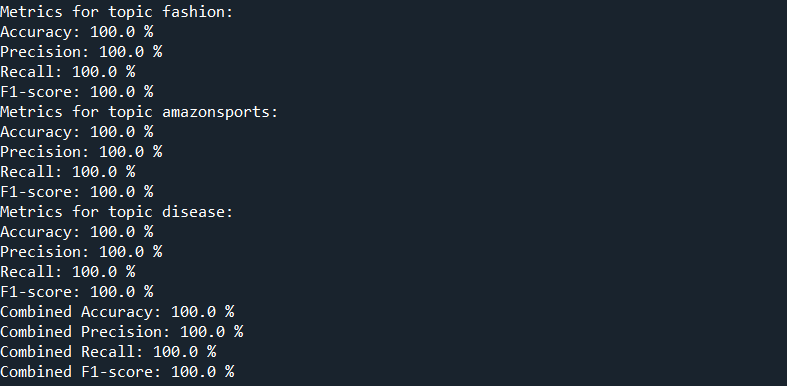 Metrics for topic fashion:
Accuracy: 100.0 %
Precision: 100.0 %
Recall: 100.0 %
F1-score: 100.0 %
Metrics for topic amazonsports:
Accuracy: 100.0 %
Precision: 100.0 %
Recall: 100.0 %
F1-score: 100.0 %
Metrics for topic disease:
Accuracy: 100.0 %
Precision: 100.0 %
Recall: 100.0 %
F1-score: 100.0 %
Combined Accuracy: 100.0 %
Combined Precision: 100.0 %
Combined Recall: 100.0 %
Combined F1-score: 100.0 %